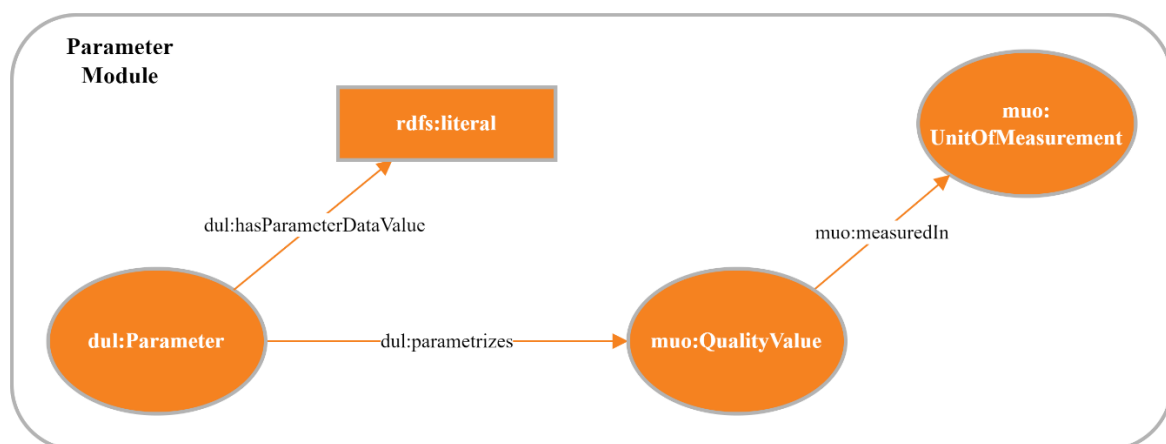 Parameter
Module
rdfs:literal
muo:
UnitOfMeasurement
dul:hasParameterDataValue
muo:measuredIn
dul:Parameter
dul:parametrizes
muo:QualityValue